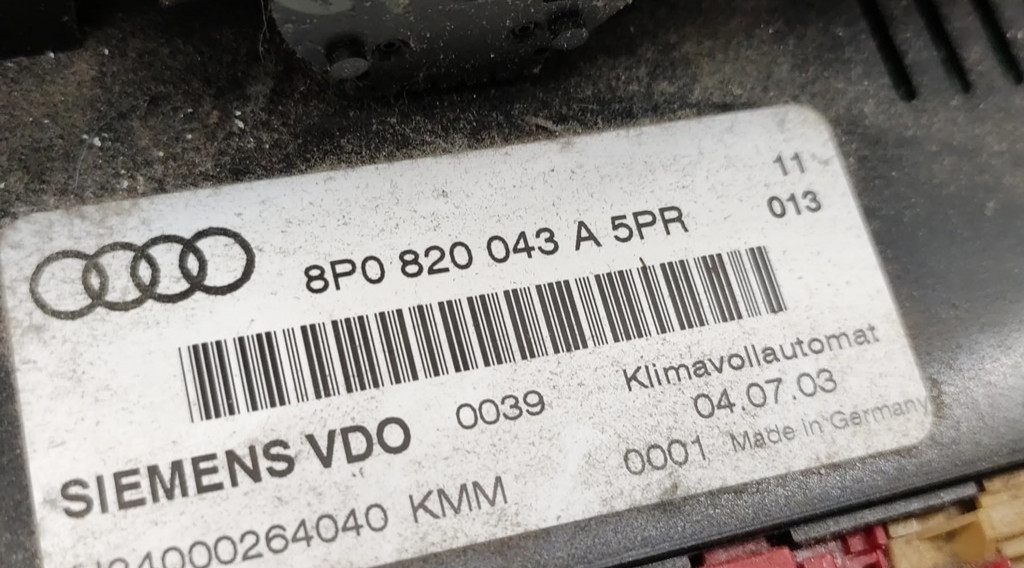 11
8P0 820 043 A 5PR
013
Klimavollautomat
0039
04.07.03
SIEMENS VDO
0001 Made in Germany
KMM